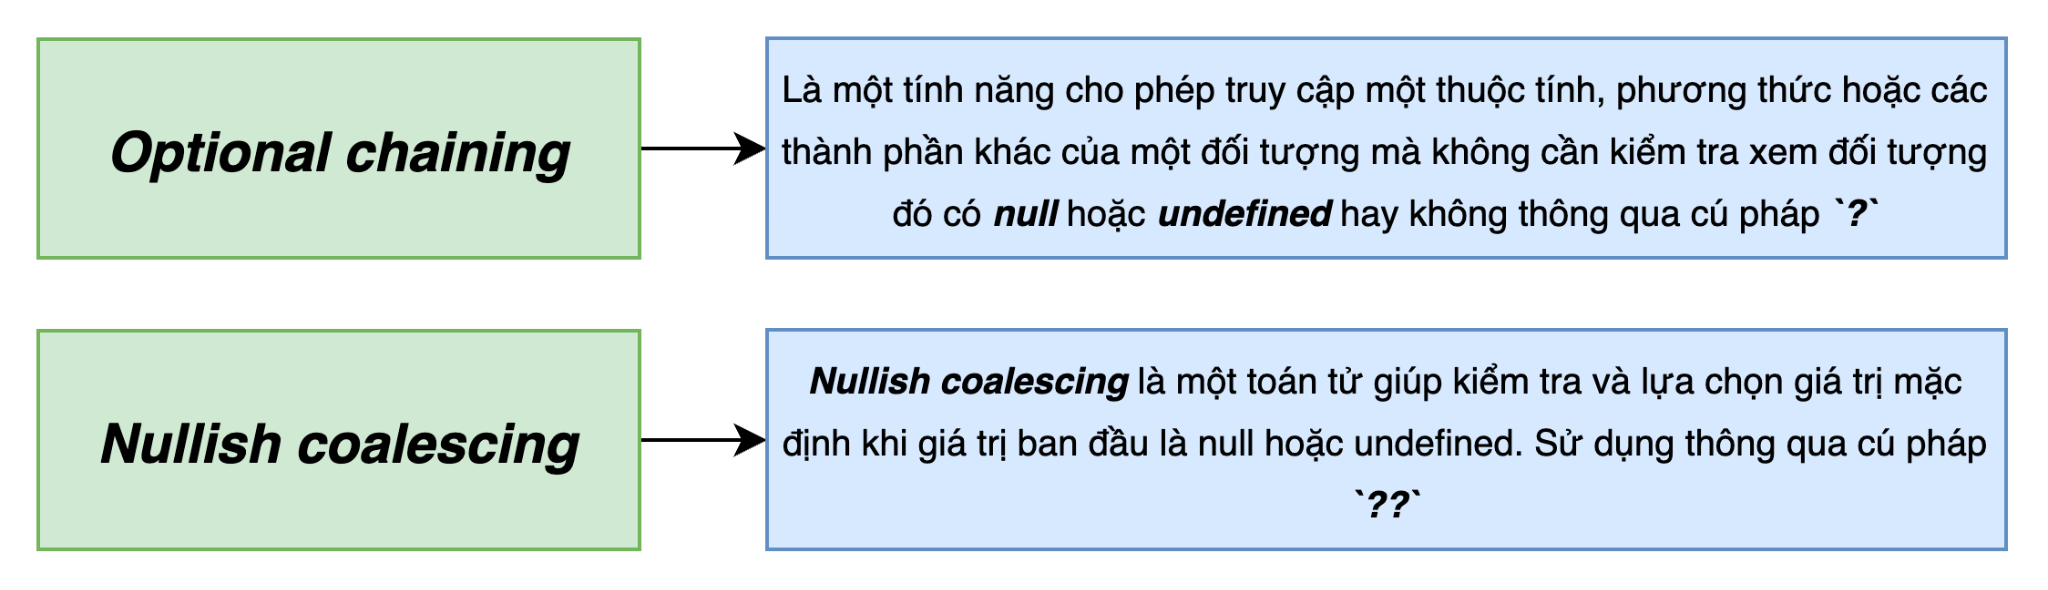 Optional chaining
Là một tính năng cho phép truy cập một thuộc tính, phương thức hoặc các
thành phần khác của một đối tượng mà không cần kiểm tra xem đối tượng
đó có null hoặc undefined hay không thông qua cú pháp `?`
Nullish coalescing
Nullish coalescing là một toán tử giúp kiểm tra và lựa chọn giá trị mặc
định khi giá trị ban đầu là null hoặc undefined. Sử dụng thông qua cú pháp
`??`